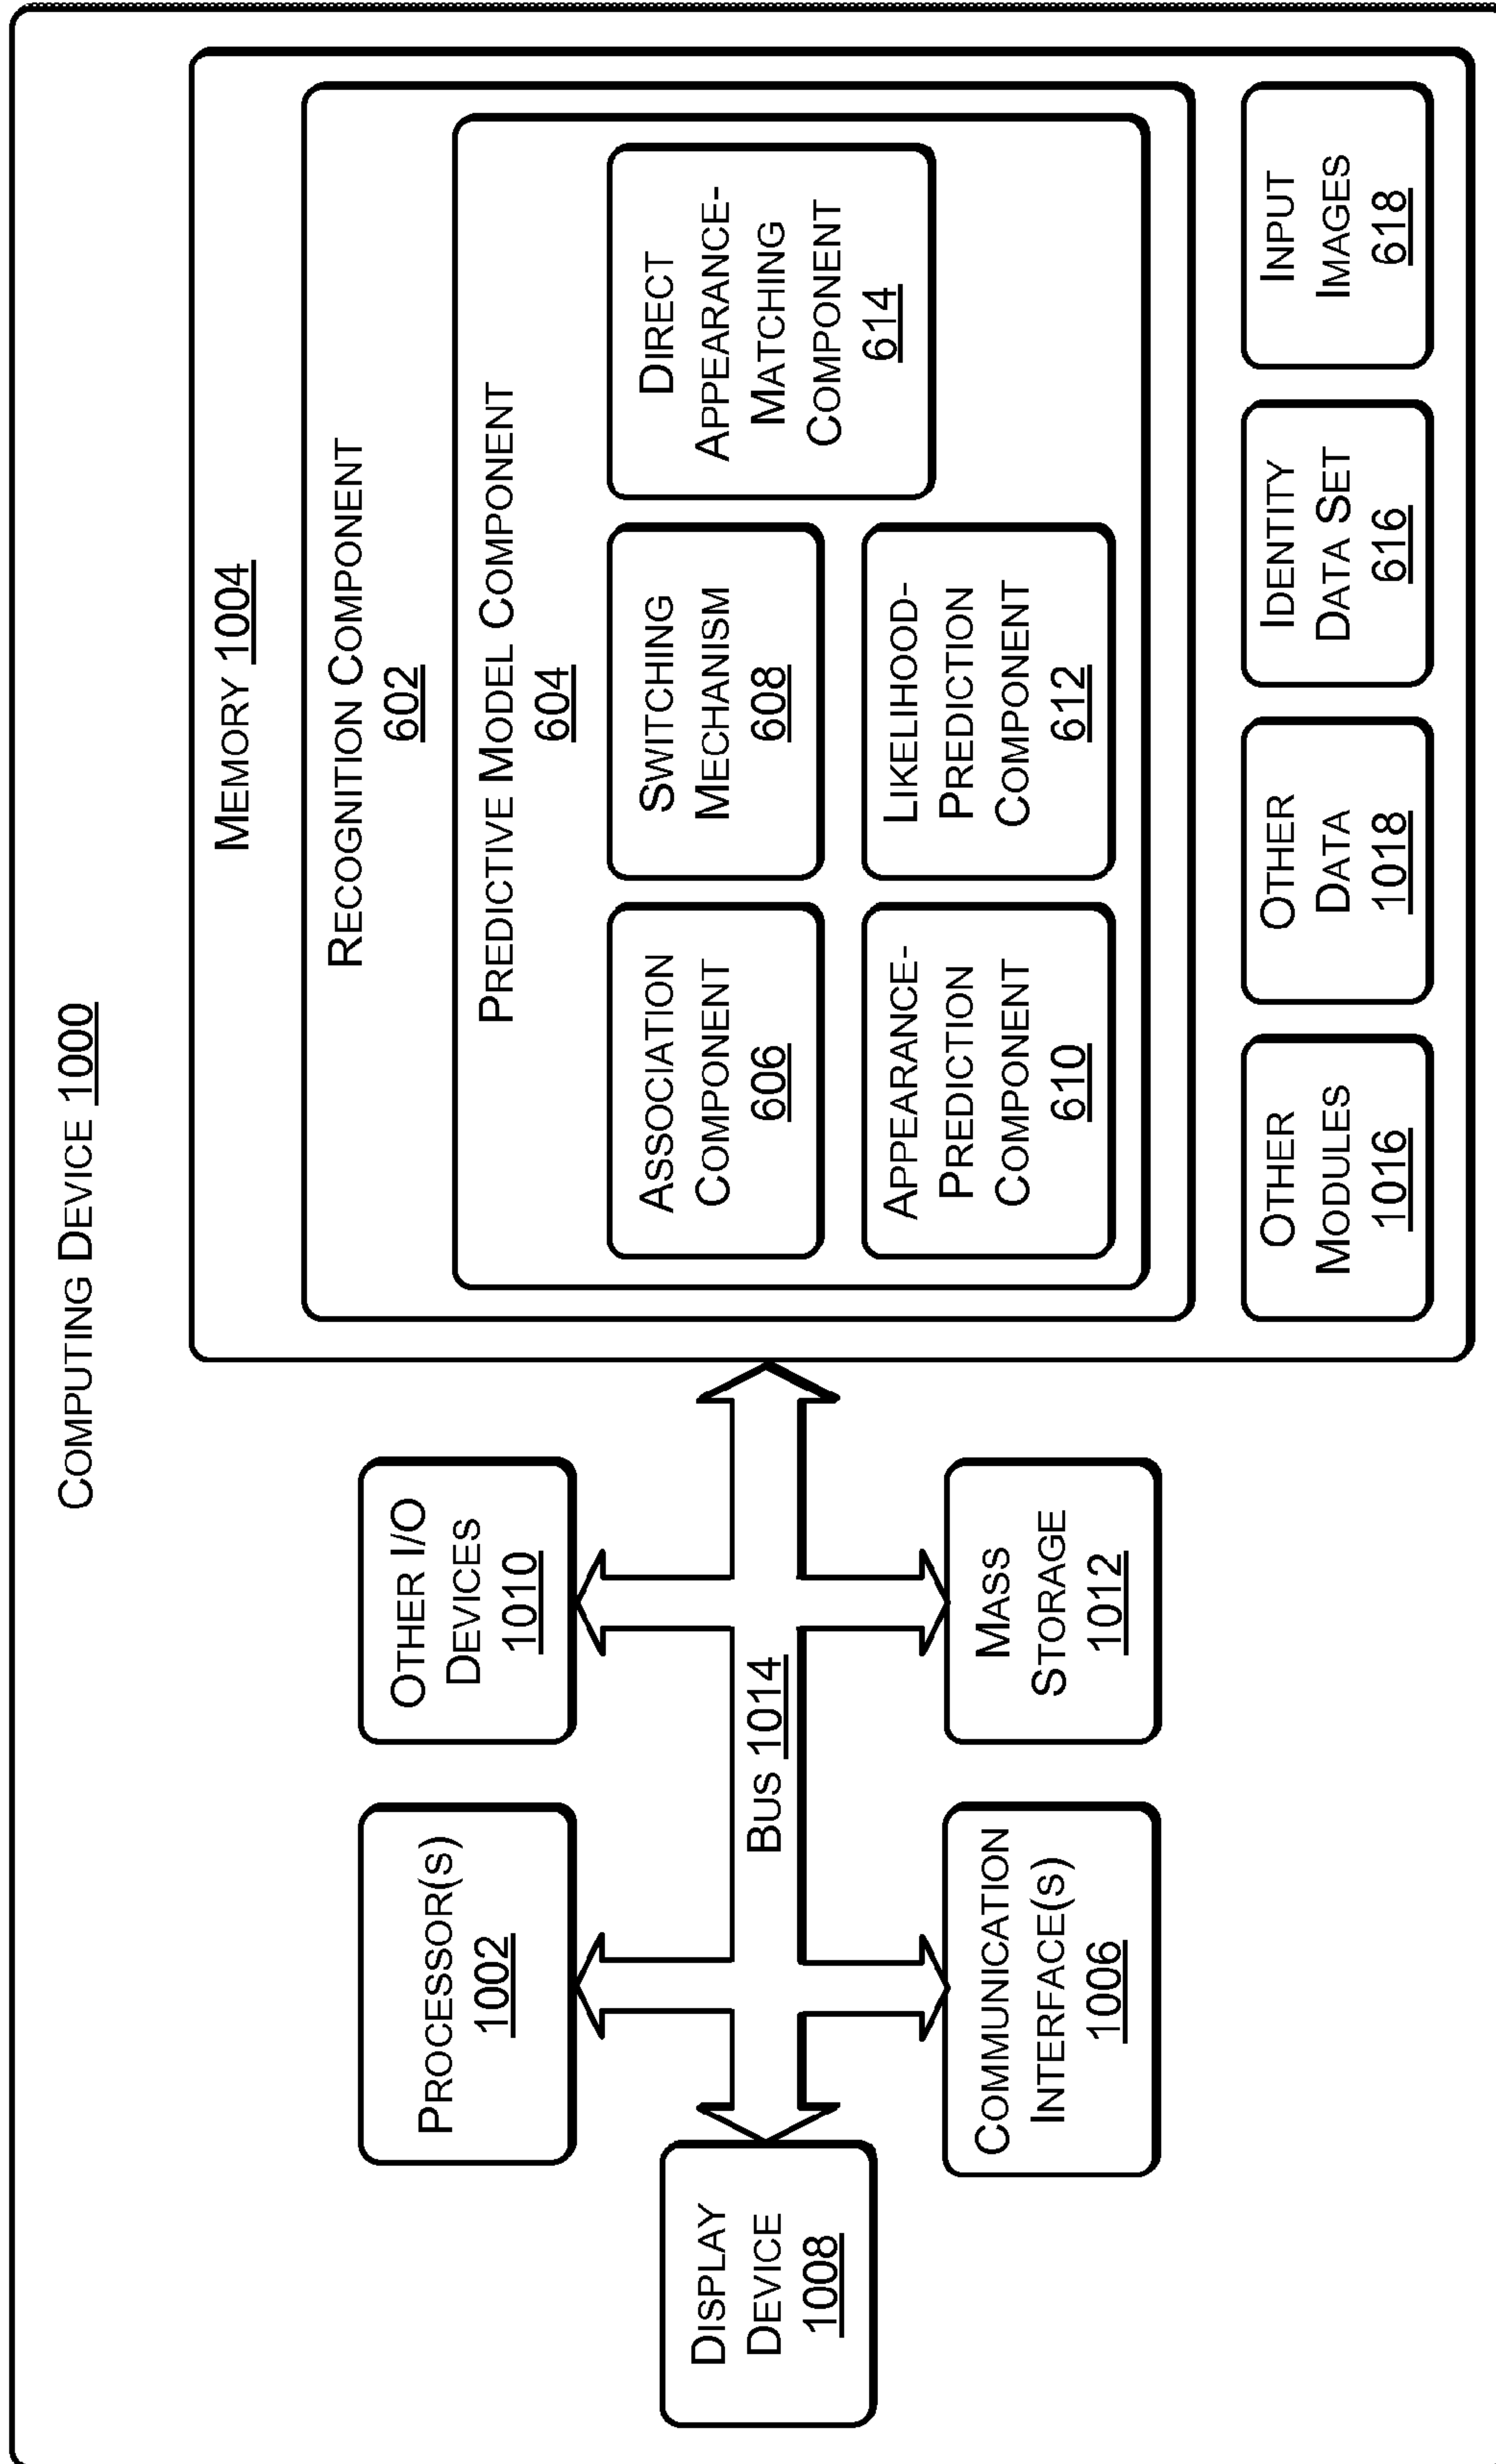 COMPUTING DEVICE 1000
PROCESSOR(S)
1002
OTHER I/O
DEVICES
1010
DISPLAY
DEVICE
1008
BUS 1014
COMMUNICATION
INTERFACE(S)
1006
MASS
STORAGE
1012
MEMORY 1004
RECOGNITION COMPONENT
602
PREDICTIVE MODEL COMPONENT
604
ASSOCIATION
COMPONENT
606
SWITCHING
MECHANISM
608
DIRECT
APPEARANCE-
MATCHING
COMPONENT
614
APPEARANCE-
PREDICTION
COMPONENT
610
LIKELIHOOD-
PREDICTION
COMPONENT
612
OTHER
MODULES
1016
OTHER
DATA
1018
IDENTITY
DATA SET
616
INPUT
IMAGES
618